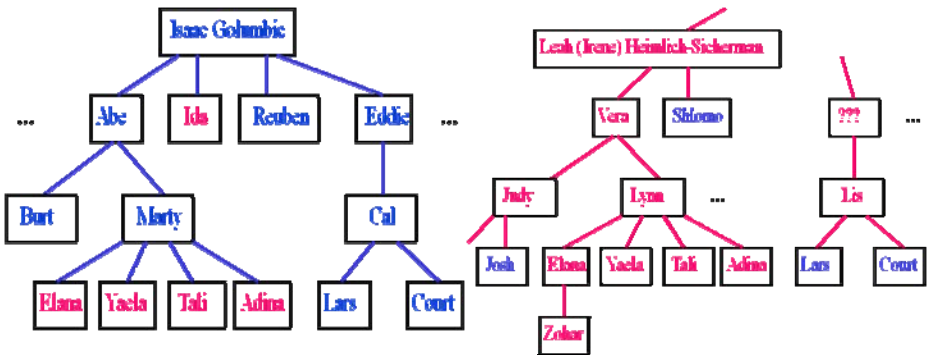 Isaac Golumbic
Leah (Irene) Heimlich-Sicherman
... Abe Ida Reuben Eddie ...
Vera Shlomo ??? ...
Burt Marty Cal
Judy Lynn ... Lis
Elana Yaela Tali Adina Lars Court
Josh Elana Yaela Tali Adina Lars Court
Zohar